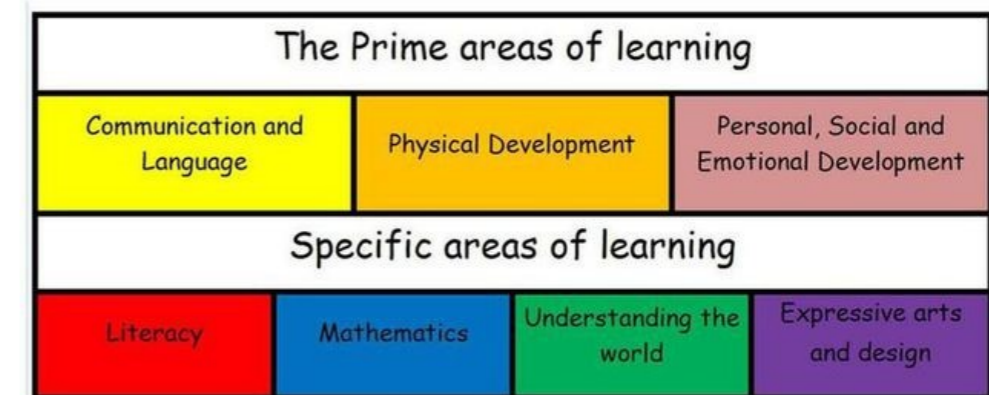 The Prime areas of learning
Communication and
Language
Physical Development
Personal, Social and
Emotional Development
Specific areas of learning
Literacy
Mathematics
Understanding the
world
Expressive arts
and design